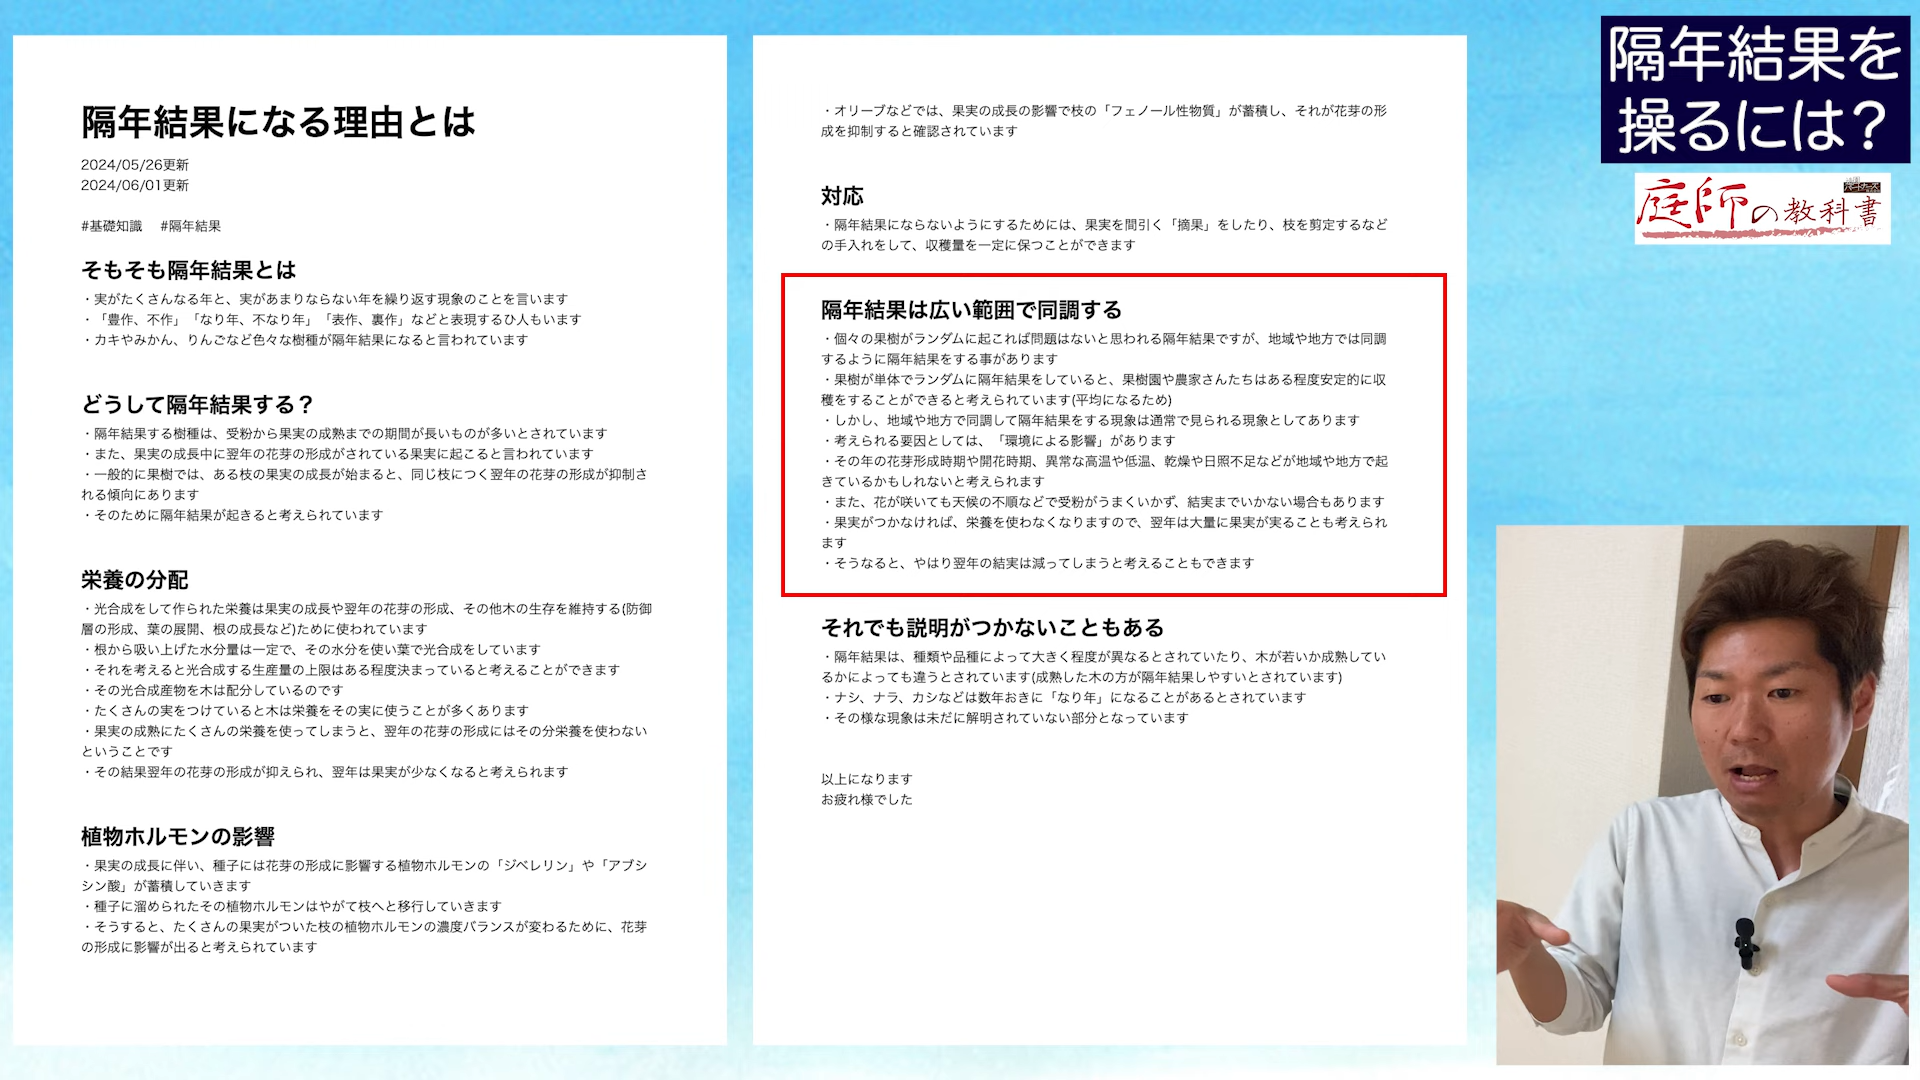 隔年結果になる理由とは
2024/05/26更新
2024/06/01更新
#基礎知識 #隔年結果
そもそも隔年結果とは
・実がたくさんなる年と、実があまりならない年を繰り返す現象のことを言います
・「豊作、不作」「なり年、不なり年」「表作、裏作」などと表現するひ人もいます
・カキやみかん、りんごなど色々な樹種が隔年結果になると言われています
どうして隔年結果する？
・隔年結果する樹種は、受粉から果実の成熟までの期間が長いものが多いとされています
・また、果実の成長中に翌年の花芽の形成がされている果実に起こると言われています
・一般的に果樹では、ある枝の果実の成長が始まると、同じ枝につく翌年の花芽の形成が抑制さ
れる傾向にあります
・そのために隔年結果が起きると考えられています
栄養の分配
・光合成をして作られた栄養は果実の成長や翌年の花芽の形成、その他木の生存を維持する(防御
層の形成、葉の展開、根の成長など)ために使われています
・根から吸い上げた水分量は一定で、その水分を使い葉で光合成をしています
・それを考えると光合成する生産量の上限はある程度決まっていると考えることができます
・その光合成産物を木は配分しているのです
・たくさんの実をつけていると木は栄養をその実に使うことが多くあります
・果実の成熟にたくさんの栄養を使ってしまうと、翌年の花芽の形成にはその分栄養を使わない
ということです
・その結果翌年の花芽の形成が抑えられ、翌年は果実が少なくなると考えられます
植物ホルモンの影響
・果実の成長に伴い、種子には花芽の形成に影響する植物ホルモンの「ジベレリン」や「アブシ
シン酸」が蓄積していきます
・種子に溜められたその植物ホルモンはやがて枝へと移行していきます
・そうすると、たくさんの果実がついた枝の植物ホルモンの濃度バランスが変わるために、花芽
の形成に影響が出ると考えられています
・オリーブなどでは、果実の成長の影響で枝の「フェノール性物質」が蓄積し、それが花芽の形
成を抑制すると確認されています
対応
・隔年結果にならないようにするためには、果実を間引く「摘果」をしたり、枝を剪定するなど
の手入れをして、収穫量を一定に保つことができます
隔年結果は広い範囲で同調する
・個々の果樹がランダムに起これば問題はないと思われる隔年結果ですが、地域や地方では同調
するように隔年結果をする事があります
・果樹が単体でランダムに隔年結果をしていると、果樹園や農家さんたちはある程度安定的に収
穫をすることができると考えられています(平均になるため)
・しかし、地域や地方で同調して隔年結果をする現象は通常で見られる現象としてあります
・考えられる要因としては、「環境による影響」があります
・その年の花芽形成時期や開花時期、異常な高温や低温、乾燥や日照不足などが地域や地方で起
きているかもしれないと考えられます
・また、花が咲いても天候の不順などで受粉がうまくいかず、結実までいかない場合もあります
・果実がつかなければ、栄養を使わなくなりますので、翌年は大量に果実が実ることも考えられ
ます
・そうなると、やはり翌年の結実は減ってしまうと考えることもできます
それでも説明がつかないこともある
・隔年結果は、種類や品種によって大きく程度が異なるとされていたり、木が若いか成熟してい
るかによっても違うとされています(成熟した木の方が隔年結果しやすいとされています)
・ナシ、ナラ、カシなどは数年おきに「なり年」になることがあるとされています
・その様な現象は未だに解明されていない部分となっています
以上になります
お疲れ様でした
隔年結果を
操るには？
庭師の教科書